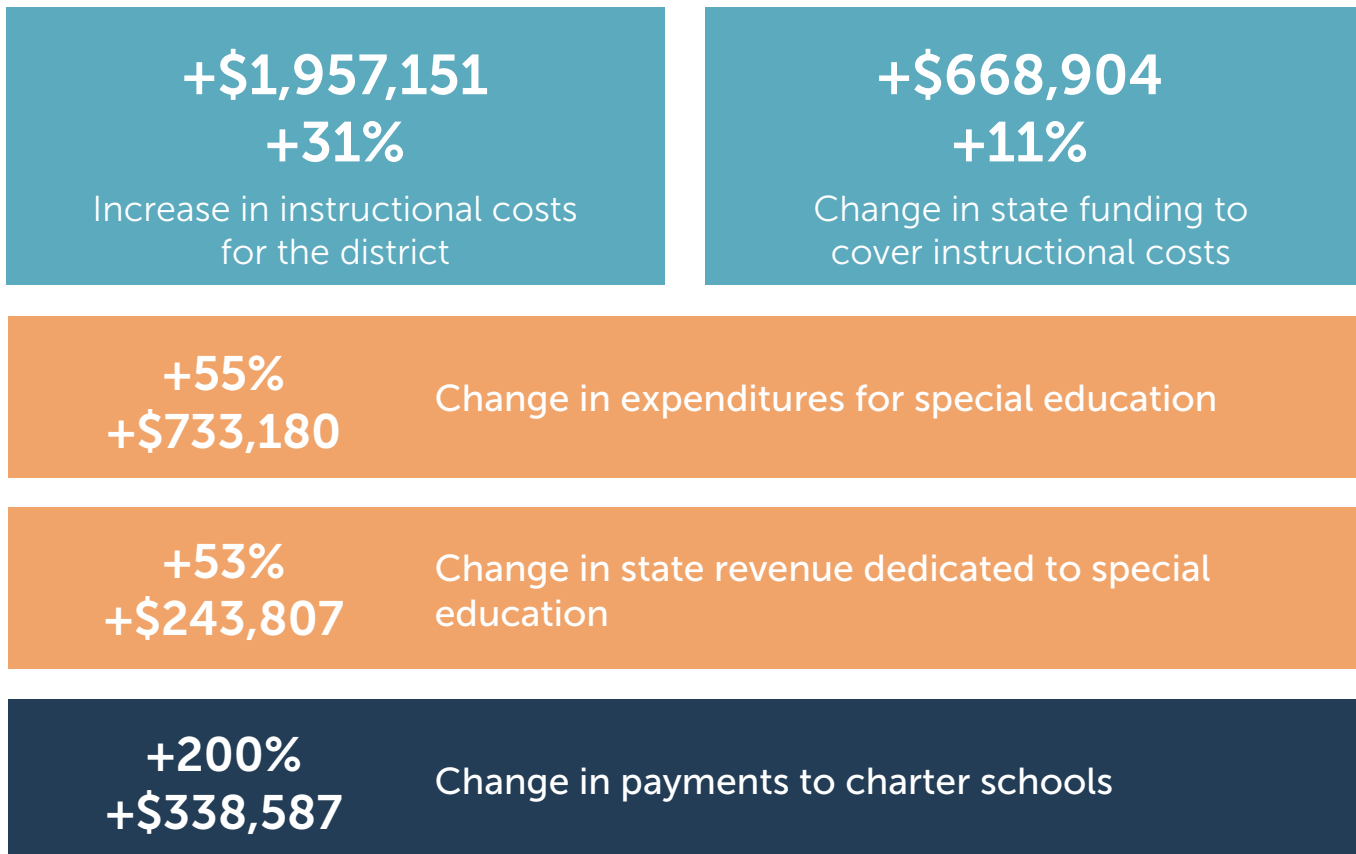 +$1,957,151
+31%
Increase in instructional costs
for the district
+$668,904
+11%
Change in state funding to
cover instructional costs
+55%
+$733,180
Change in expenditures for special education
+53%
+$243,807
Change in state revenue dedicated to special
education
+200%
+$338,587
Change in payments to charter schools